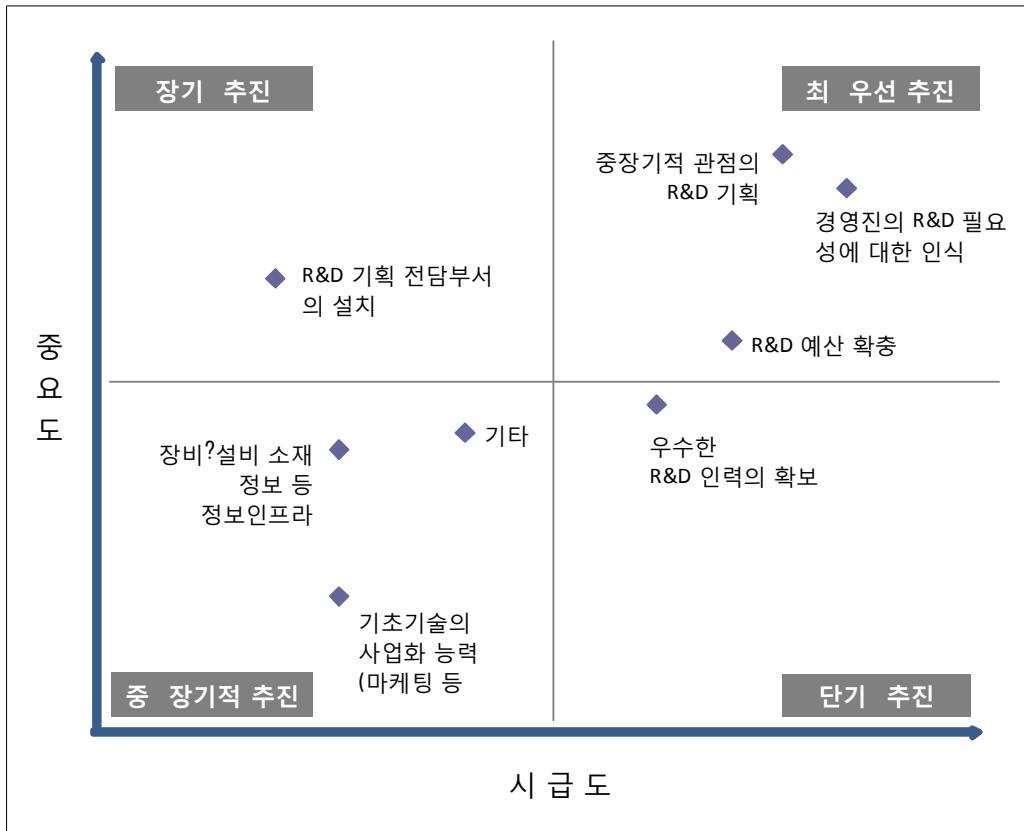 장기 추진
최 우선 추진
중장기적 관점의
R&D 기획
경영진의 R&D 필요
성에 대한 인식
R&D 기획 전담부서
의 설치
R&D 예산 확충
중
요
도
장비?설비 소재
정보 등
정보인프라
기타
우수한
R&D 인력의 확보
기초기술의
사업화 능력
(마케팅 등
중 장기적 추진
단기 추진
시 급 도